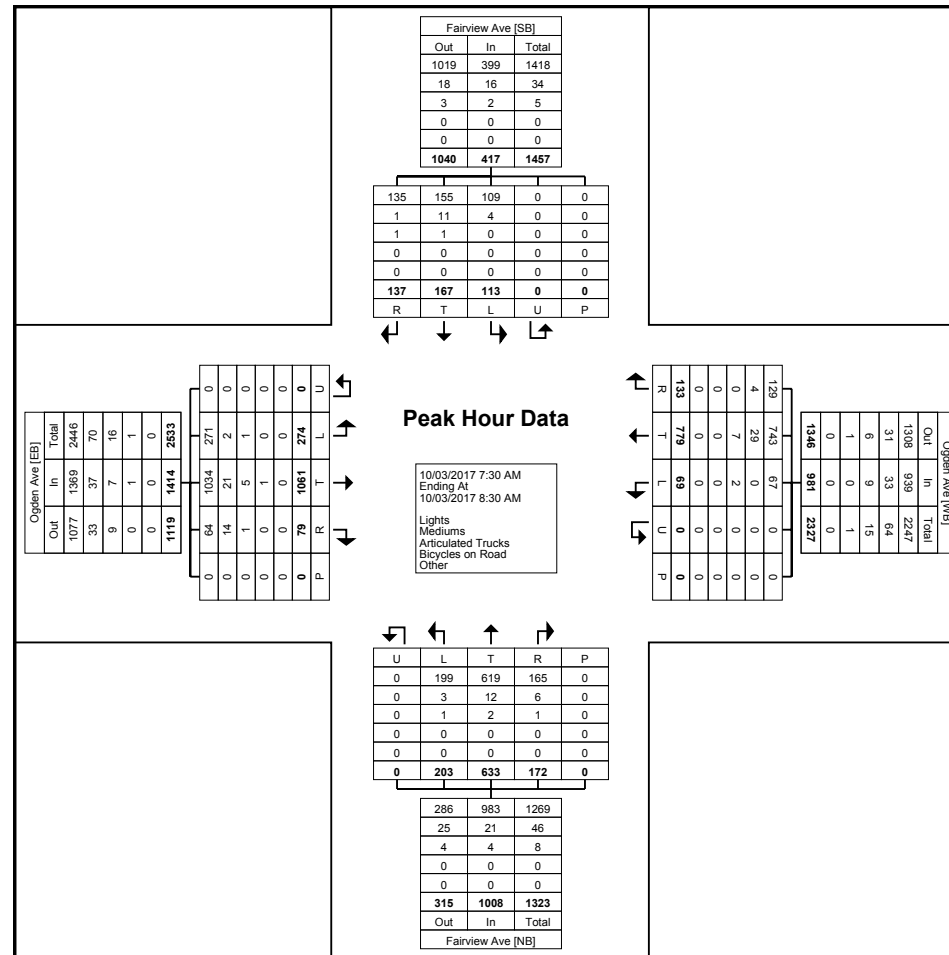 Fairview Ave [SB]
Out In Total
1019 399 1418
18 16 34
3 2 5
0 0 0
0 0 0
1040 417 1457
135 155 109 0 0
1 11 4 0 0
1 1 0 0 0
0 0 0 0 0
0 0 0 0 0
137 167 113 0 0
R T L U P
Ogden Ave [EB]
Out In Total
1077 1369 2446
33 37 70
9 7 16
0 1 1
0 0 0
1119 1414 2533
0 64 1034 271 0
0 14 21 2 0
0 1 5 1 0
0 0 1 0 0
0 0 0 0 0
0 79 1061 274 0
P R T L U
Peak Hour Data
10/03/2017 7:30 AM
Ending At
10/03/2017 8:30 AM
Lights
Mediums
Articulated Trucks
Bicycles on Road
Other
Ogden Ave [WB]
Out In Total
1308 939 2247
31 33 64
6 9 15
1 0 1
0 0 0
1346 981 2327
129 743 67 0 0
4 29 0 0 0
0 7 2 0 0
0 0 0 0 0
0 0 0 0 0
133 779 69 0 0
R T L U P
U L T R P
0 199 619 165 0
0 3 12 6 0
0 1 2 1 0
0 0 0 0 0
0 0 0 0 0
0 203 633 172 0
286 983 1269
25 21 46
4 4 8
0 0 0
0 0 0
315 1008 1323
Out In Total
Fairview Ave [NB]